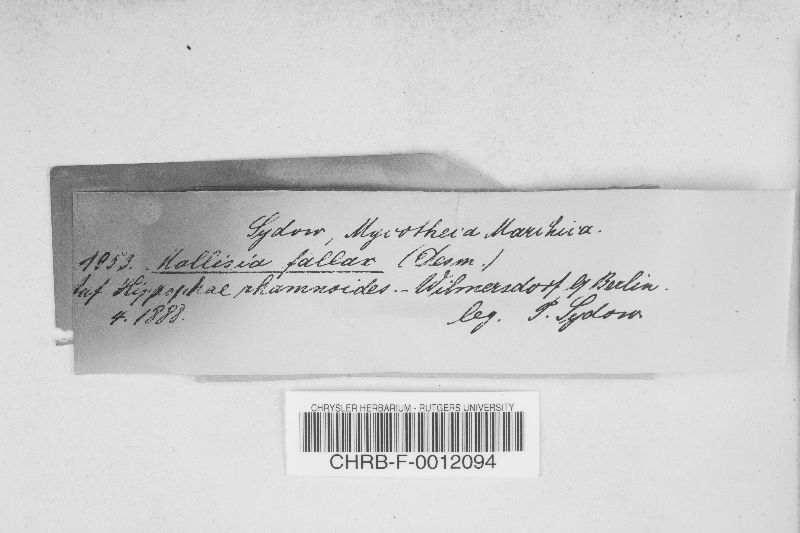 Sydow, Mycotheca Marchica.
1953. Mollisia fallax (Desm.)
auf Hippophae rhamnoides. - Wilmersdorf b/ Berlin.
4. 1888.
leg. P. Sydow.
CHRYSLER HERBARIUM - RUTGERS UNIVERSITY
CHRB-F-0012094